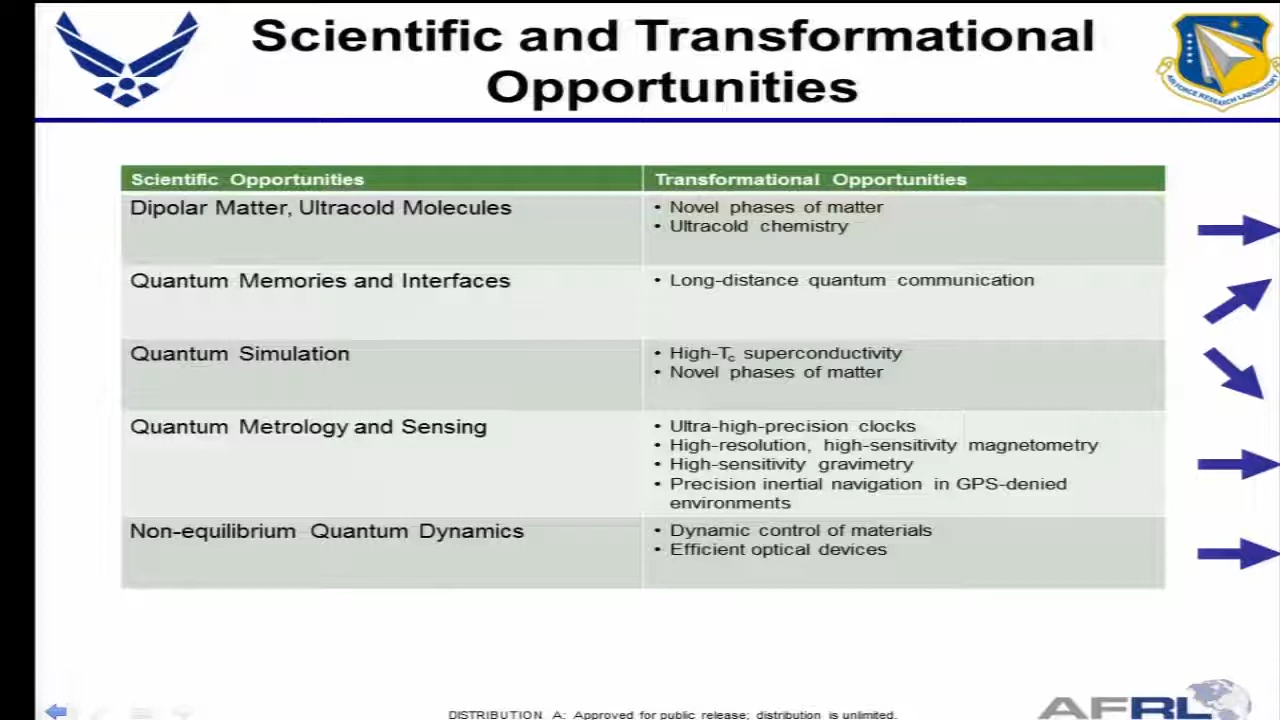 Scientific and Transformational
Opportunities
AIR FORCE RESEARCH LABORATORY
Scientific Opportunities
Transformational Opportunities
Dipolar Matter, Ultracold Molecules
• Novel phases of matter
• Ultracold chemistry
Quantum Memories and Interfaces
• Long-distance quantum communication
Quantum Simulation
• High-Tc superconductivity
• Novel phases of matter
Quantum Metrology and Sensing
• Ultra-high-precision clocks
• High-resolution, high-sensitivity magnetometry
• High-sensitivity gravimetry
• Precision inertial navigation in GPS-denied
environments
Non-equilibrium Quantum Dynamics
• Dynamic control of materials
• Efficient optical devices
DISTRIBUTION A: Approved for public release; distribution is unlimited.
AFRL